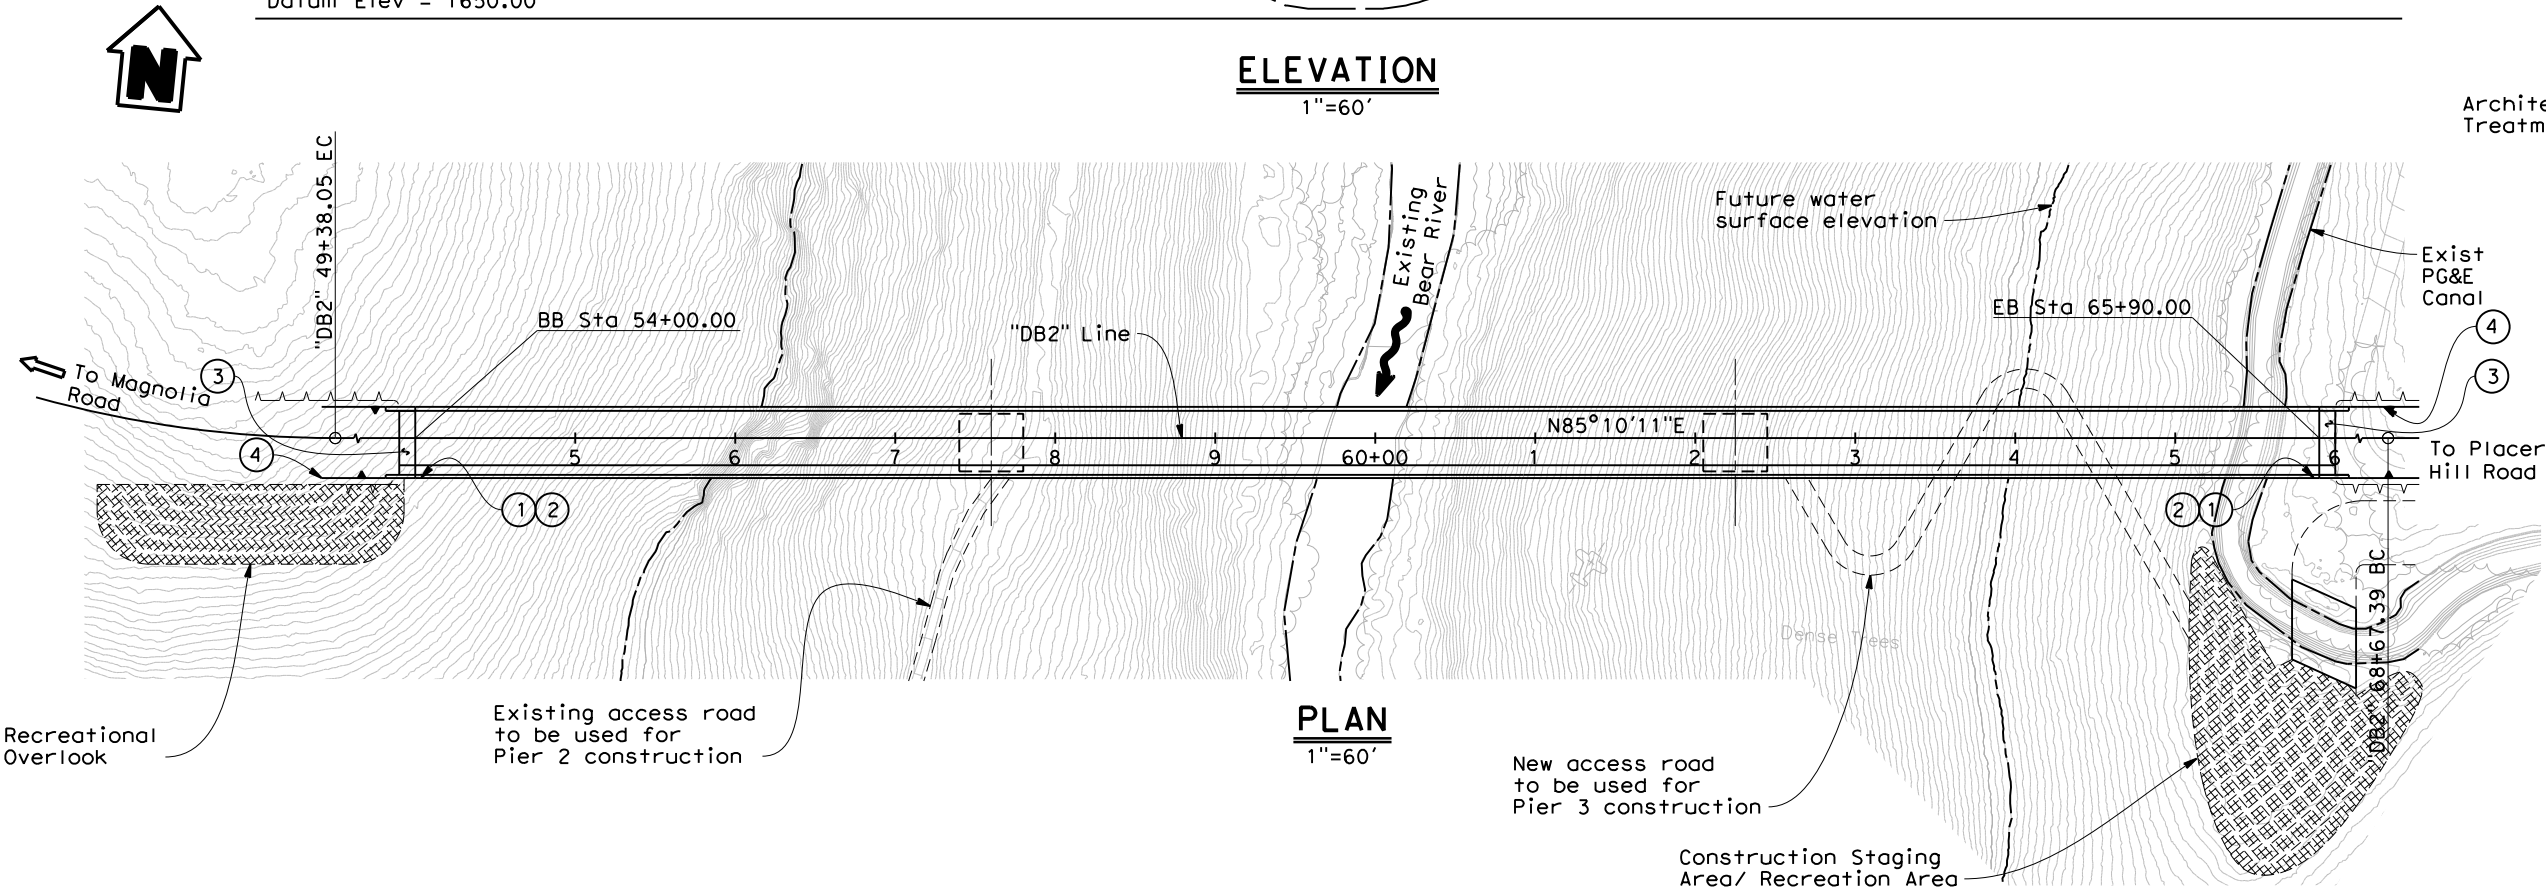 Datum Elev = 1650.00
N
ELEVATION
1"=60'
Archite
Treatm
"DB2" 49+38.05 EC
Existing
Bear River
Future water
surface elevation
Exist
PG&E
Canal
BB Sta 54+00.00
"DB2" Line
EB Sta 65+90.00
4
3
To Magnolia
Road
3
N85°10'11"E
4
5
6
7
8
9
60+00
1
2
3
4
5
6
To Placer
Hill Road
1
2
2
1
"DB2" 68+67.39 BC
Dense Trees
Recreational
Overlook
Existing access road
to be used for
Pier 2 construction
PLAN
1"=60'
New access road
to be used for
Pier 3 construction
Construction Staging
Area/ Recreation Area